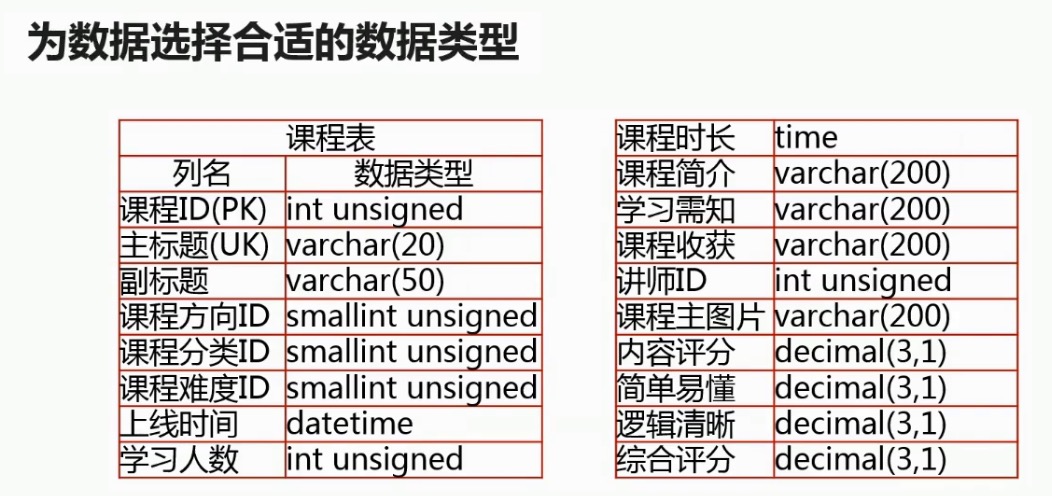 为数据选择合适的数据类型
课程表
列名 数据类型
课程ID(PK) int unsigned
主标题(UK) varchar(20)
副标题 varchar(50)
课程方向ID smallint unsigned
课程分类ID smallint unsigned
课程难度ID smallint unsigned
上线时间 datetime
学习人数 int unsigned
课程时长 time
课程简介 varchar(200)
学习需知 varchar(200)
课程收获 varchar(200)
讲师ID int unsigned
课程主图片 varchar(200)
内容评分 decimal(3,1)
简单易懂 decimal(3,1)
逻辑清晰 decimal(3,1)
综合评分 decimal(3,1)